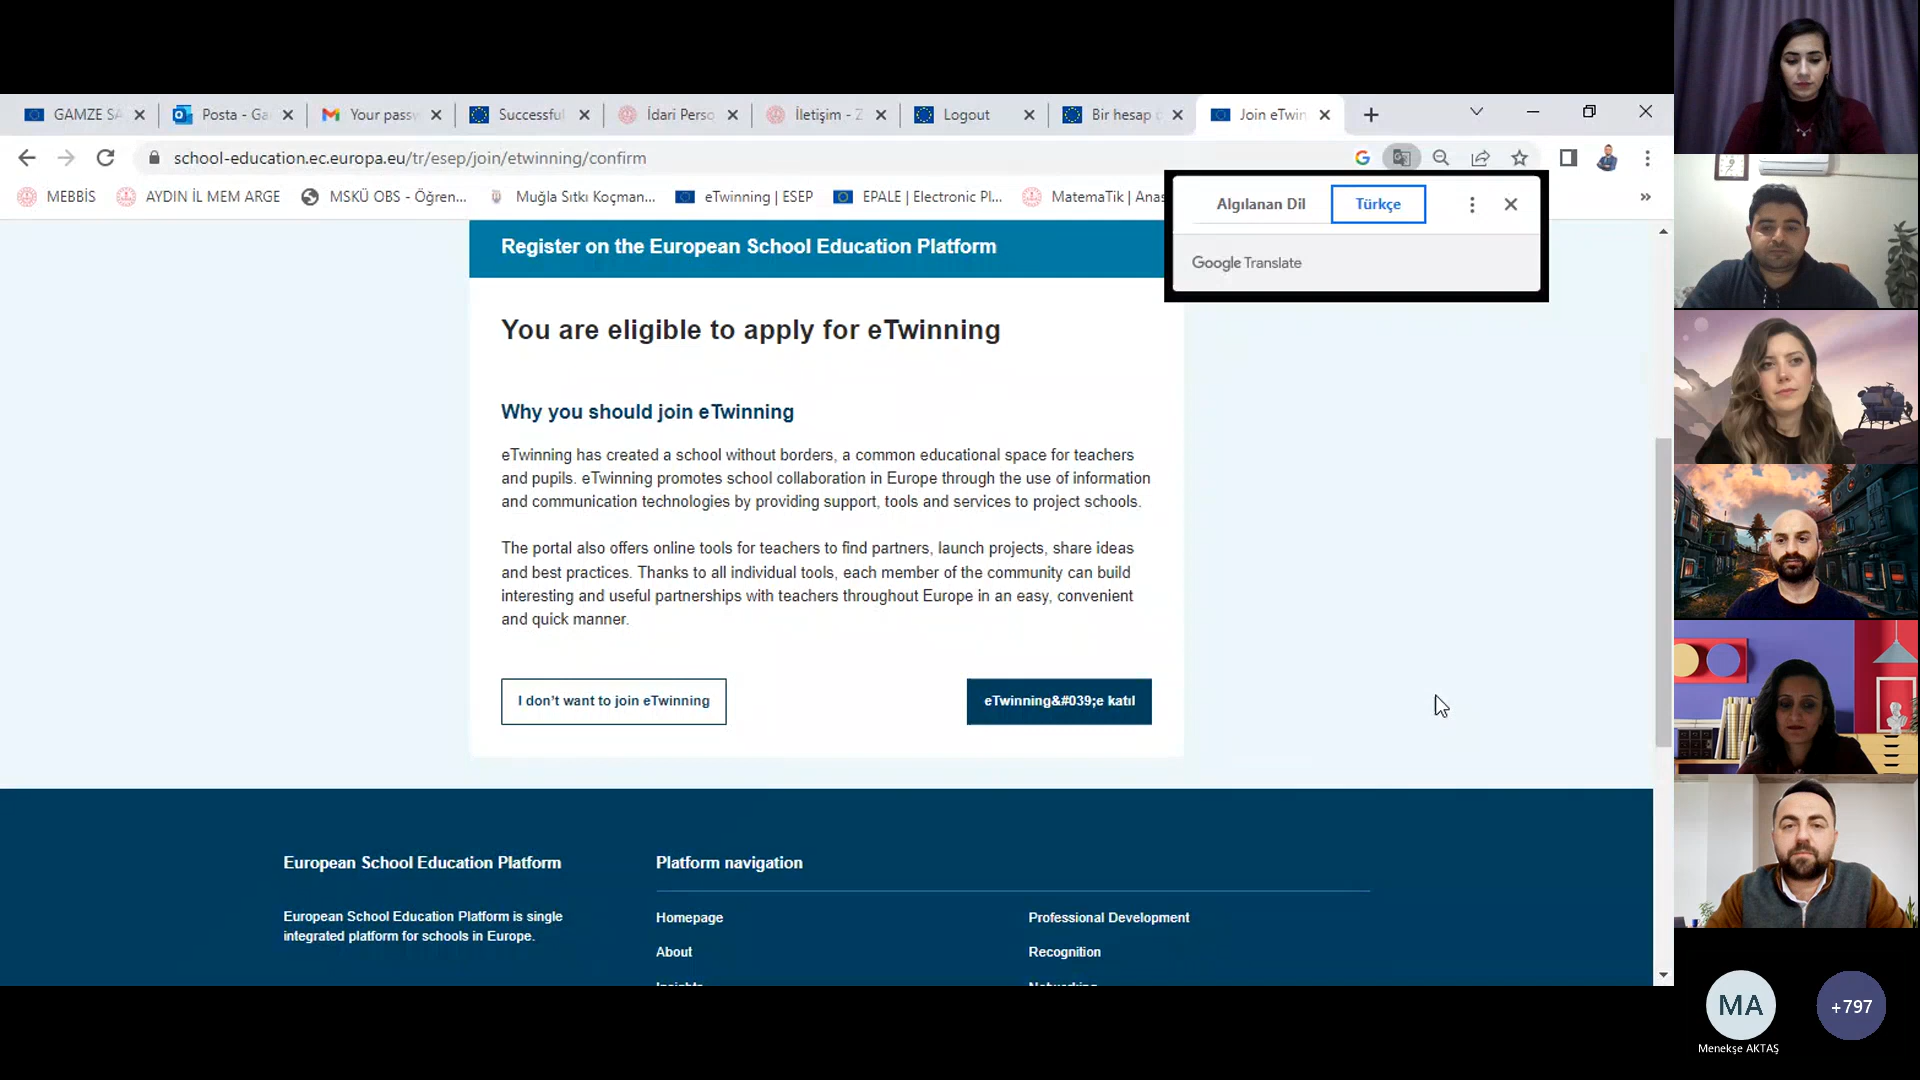 GAMZE SA
Posta - Ga
Your passw
Successful
İdari Perso
İletişim - Z
Logout
Bir hesap o
Join eTwin
school-education.ec.europa.eu/tr/esep/join/etwinning/confirm
MEBBİS
AYDIN İL MEM ARGE
MSKÜ OBS - Öğren...
Muğla Sıtkı Koçman...
eTwinning | ESEP
EPALE | Electronic Pl...
MatemaTik | Anas
»
Algılanan Dil
Türkçe
Google Translate
Register on the European School Education Platform
You are eligible to apply for eTwinning
Why you should join eTwinning
eTwinning has created a school without borders, a common educational space for teachers
and pupils. eTwinning promotes school collaboration in Europe through the use of information
and communication technologies by providing support, tools and services to project schools.
The portal also offers online tools for teachers to find partners, launch projects, share ideas
and best practices. Thanks to all individual tools, each member of the community can build
interesting and useful partnerships with teachers throughout Europe in an easy, convenient
and quick manner.
I don't want to join eTwinning
eTwinning&#039;e katıl
European School Education Platform
European School Education Platform is single
integrated platform for schools in Europe.
Platform navigation
Homepage
About
Insights
Professional Development
Recognition
Networking
MA
Menekşe AKTAŞ
+797